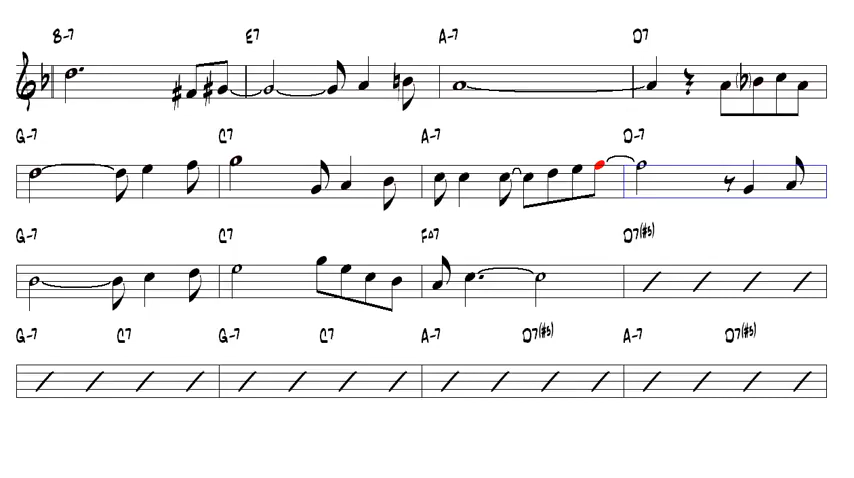 B-7 E7 A-7 D7
G-7 C7 A-7 D-7
G-7 C7 F△7 D7(#5)
G-7 C7 G-7 C7 A-7 D7(#5) A-7 D7(#5)